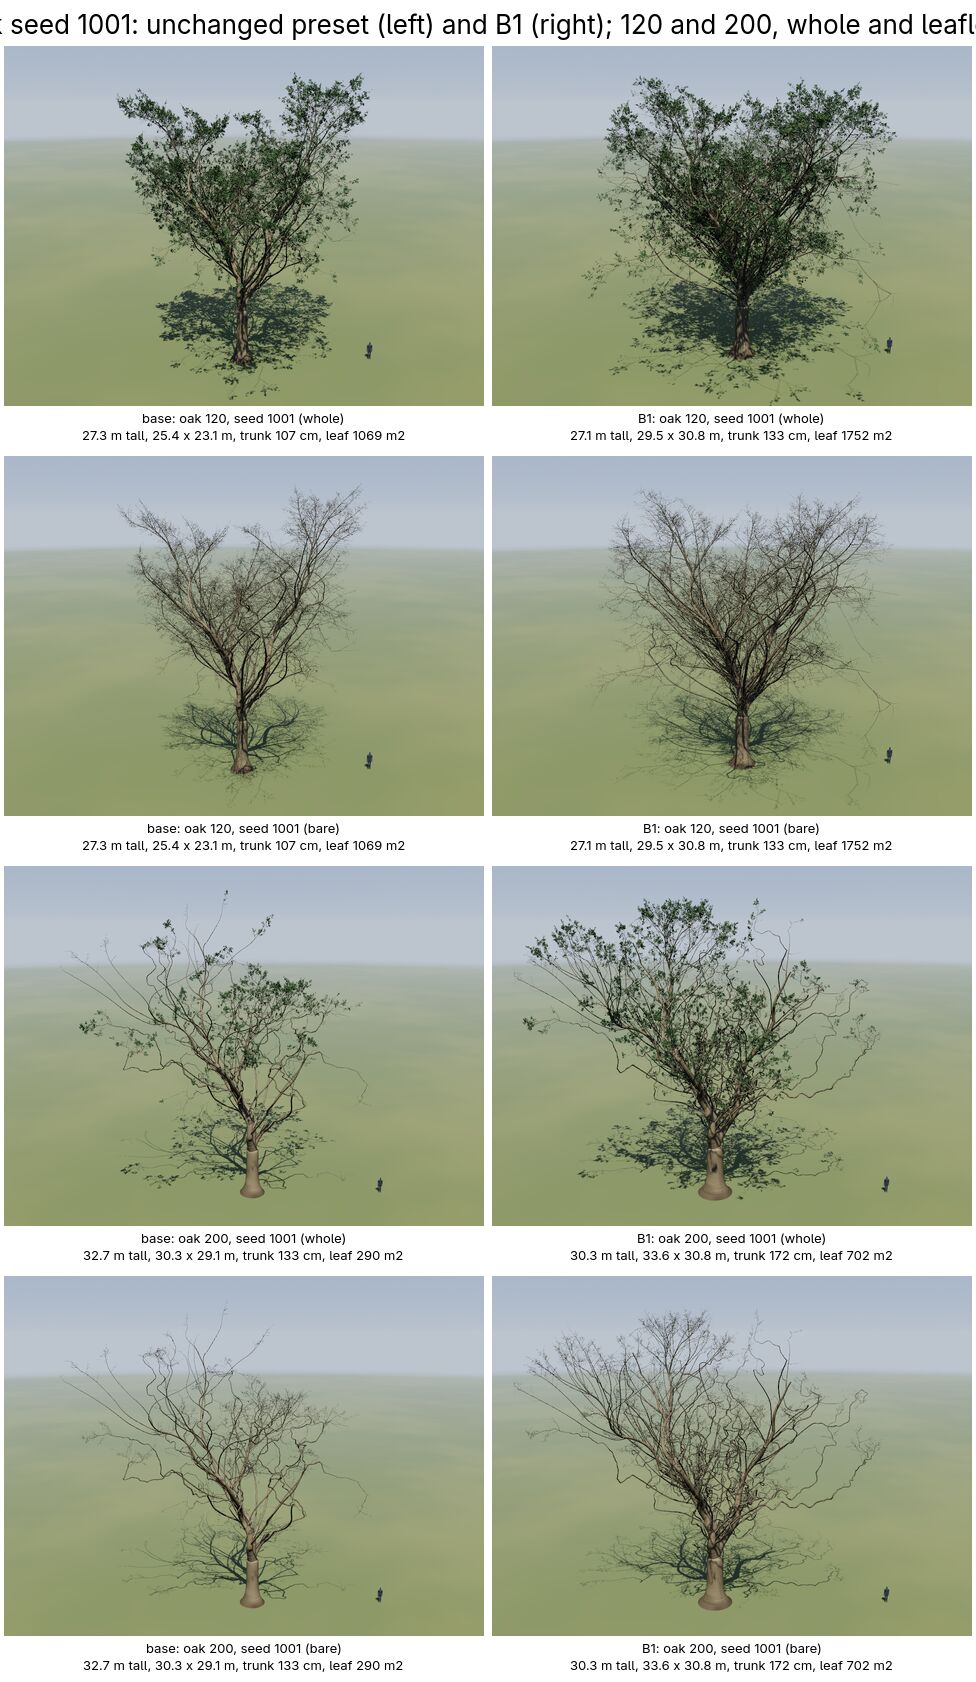 seed 1001: unchanged preset (left) and B1 (right); 120 and 200, whole and
base: oak 120, seed 1001 (whole)
27.3 m tall, 25.4 x 23.1 m, trunk 107 cm, leaf 1069 m2
B1: oak 120, seed 1001 (whole)
27.1 m tall, 29.5 x 30.8 m, trunk 133 cm, leaf 1752 m2
base: oak 120, seed 1001 (bare)
27.3 m tall, 25.4 x 23.1 m, trunk 107 cm, leaf 1069 m2
B1: oak 120, seed 1001 (bare)
27.1 m tall, 29.5 x 30.8 m, trunk 133 cm, leaf 1752 m2
base: oak 200, seed 1001 (whole)
32.7 m tall, 30.3 x 29.1 m, trunk 133 cm, leaf 290 m2
B1: oak 200, seed 1001 (whole)
30.3 m tall, 33.6 x 30.8 m, trunk 172 cm, leaf 702 m2
base: oak 200, seed 1001 (bare)
32.7 m tall, 30.3 x 29.1 m, trunk 133 cm, leaf 290 m2
B1: oak 200, seed 1001 (bare)
30.3 m tall, 33.6 x 30.8 m, trunk 172 cm, leaf 702 m2